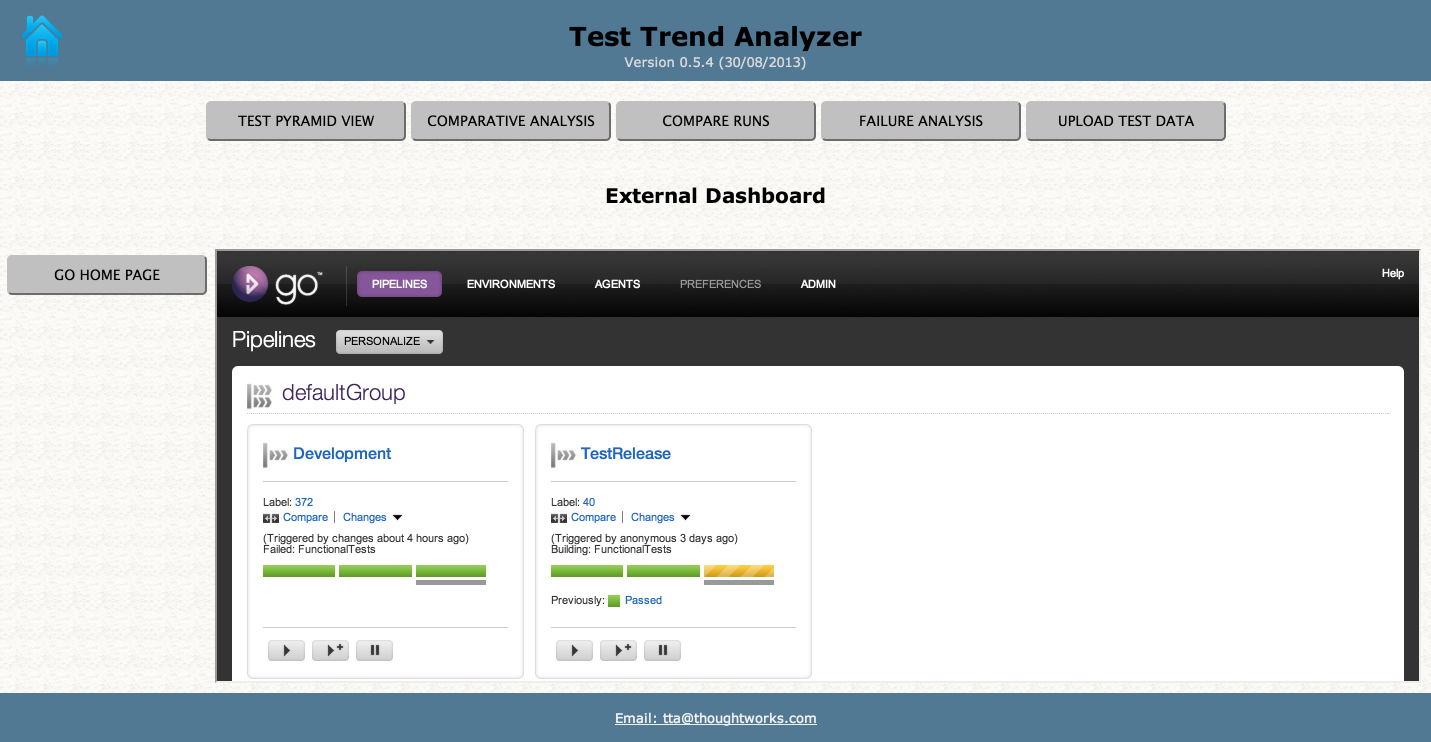 Test Trend Analyzer
Version 0.5.4 (30/08/2013)
TEST PYRAMID VIEW
COMPARATIVE ANALYSIS
COMPARE RUNS
FAILURE ANALYSIS
UPLOAD TEST DATA
External Dashboard
GO HOME PAGE
go™
PIPELINES
ENVIRONMENTS
AGENTS
PREFERENCES
ADMIN
Help
Pipelines
PERSONALIZE
defaultGroup
Development
Label: 372
Compare | Changes
(Triggered by changes about 4 hours ago)
Failed: FunctionalTests
TestRelease
Label: 40
Compare | Changes
(Triggered by anonymous 3 days ago)
Building: FunctionalTests
Previously: Passed
Email: tta@thoughtworks.com